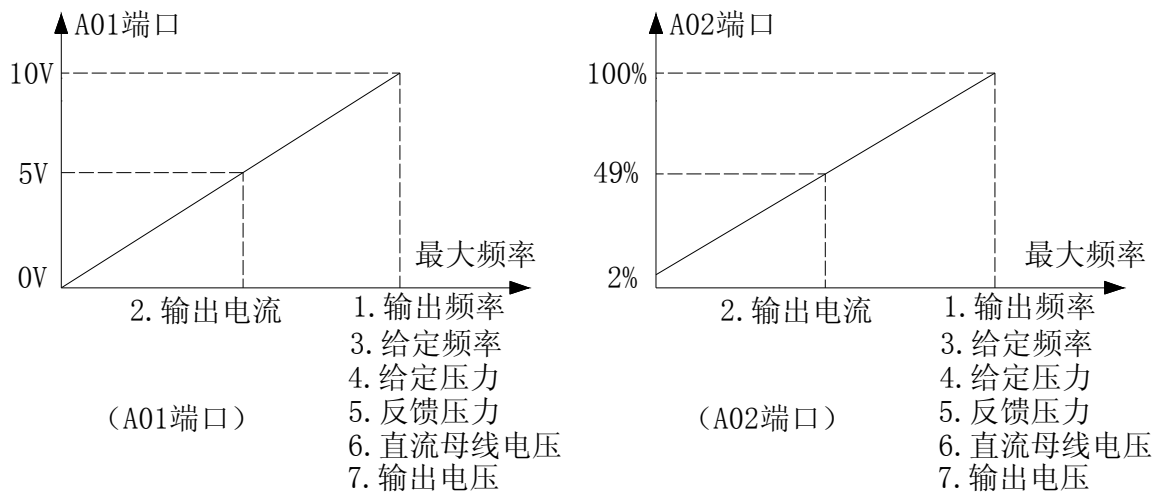 A01端口
10V
5V
0V
最大频率
2.输出电流
1.输出频率
3.给定频率
4.给定压力
5.反馈压力
6.直流母线电压
7.输出电压
（A01端口）
A02端口
100%
49%
2%
最大频率
2.输出电流
1.输出频率
3.给定频率
4.给定压力
5.反馈压力
6.直流母线电压
7.输出电压
（A02端口）